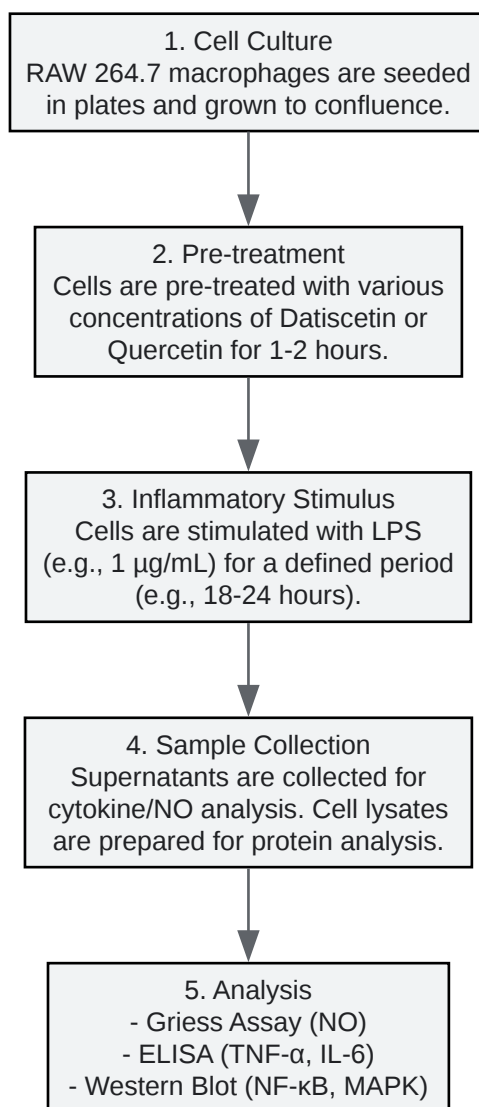 1. Cell Culture
RAW 264.7 macrophages are seeded
in plates and grown to confluence.
2. Pre-treatment
Cells are pre-treated with various
concentrations of Datiscetin or
Quercetin for 1-2 hours.
3. Inflammatory Stimulus
Cells are stimulated with LPS
(e.g., 1 µg/mL) for a defined period
(e.g., 18-24 hours).
4. Sample Collection
Supernatants are collected for
cytokine/NO analysis. Cell lysates
are prepared for protein analysis.
5. Analysis
- Griess Assay (NO)
- ELISA (TNF-α, IL-6)
- Western Blot (NF-κB, MAPK)